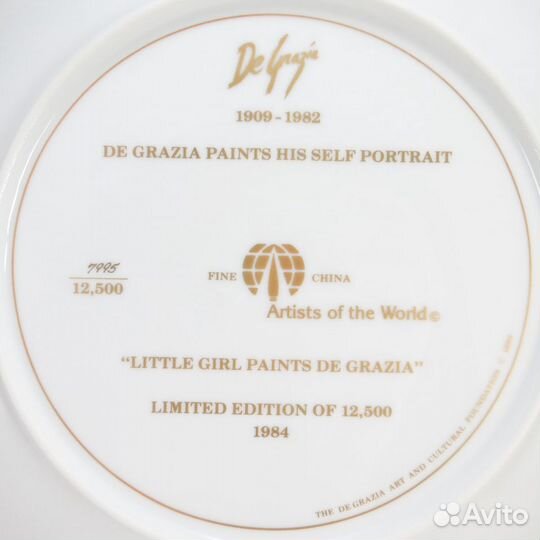 De Grazia
1909 - 1982
DE GRAZIA PAINTS HIS SELF PORTRAIT
7995
12,500
FINE CHINA
Artists of the World©
"LITTLE GIRL PAINTS DE GRAZIA"
LIMITED EDITION OF 12,500
1984
THE DE GRAZIA ART AND CULTURAL FOUNDATION
Avito